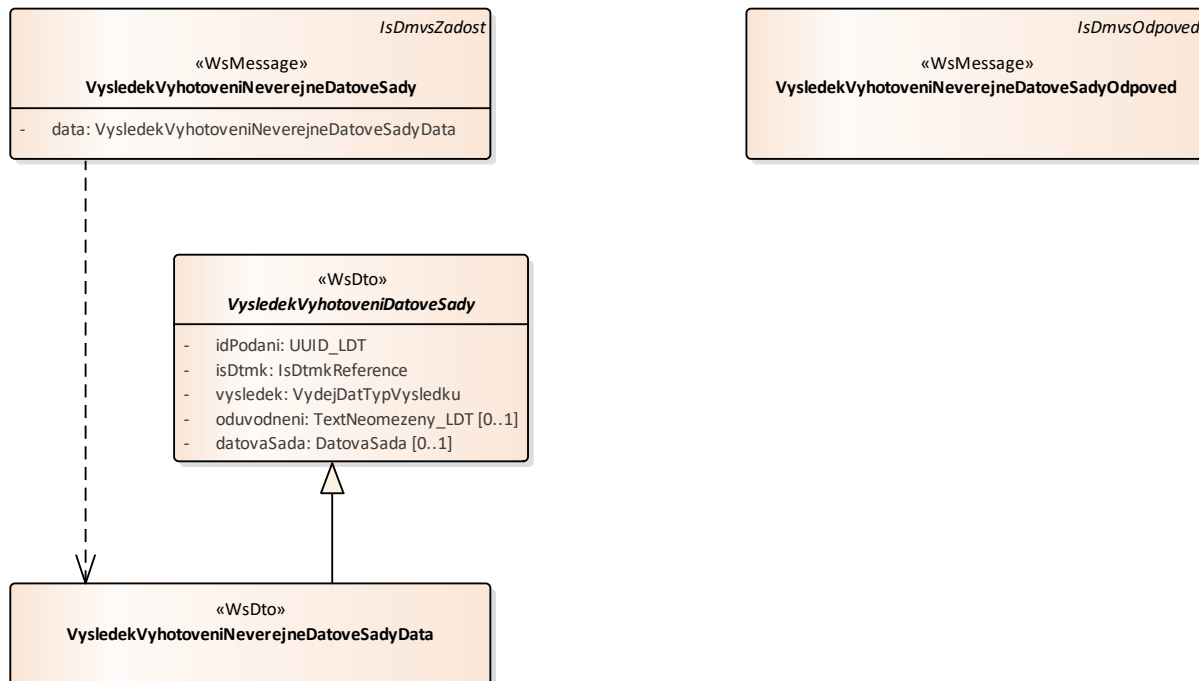 IsDmvsZadost
«WsMessage»
VysledekVyhotoveniNeverejneDatoveSady
- data: VysledekVyhotoveniNeverejneDatoveSadyData
IsDmvsOdpoved
«WsMessage»
VysledekVyhotoveniNeverejneDatoveSadyOdpoved
«WsDto»
VysledekVyhotoveniDatoveSady
- idPodani: UUID_LDT
- isDtmk: IsDtmkReference
- vysledek: VydejDatTypVysledku
- oduvodneni: TextNeomezeny_LDT [0..1]
- datovaSada: DatovaSada [0..1]
«WsDto»
VysledekVyhotoveniNeverejneDatoveSadyData